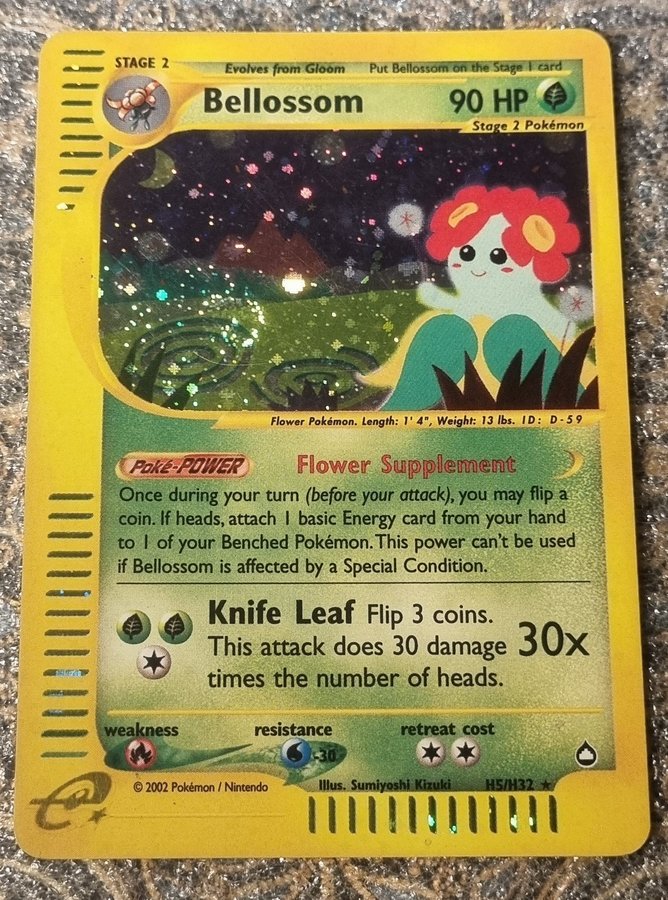 STAGE 2
Evolves from Gloom Put Bellossom on the Stage 1 card
Bellossom 90 HP
Stage 2 Pokémon
Flower Pokémon. Length: 1' 4", Weight: 13 lbs. ID: D-59
Poké-POWER Flower Supplement
Once during your turn (before your attack), you may flip a
coin. If heads, attach 1 basic Energy card from your hand
to 1 of your Benched Pokémon. This power can't be used
if Bellossom is affected by a Special Condition.
Knife Leaf Flip 3 coins.
This attack does 30 damage 30x
times the number of heads.
weakness resistance retreat cost
-30
© 2002 Pokémon / Nintendo Illus. Sumiyoshi Kizuki H5/H32 ★
e